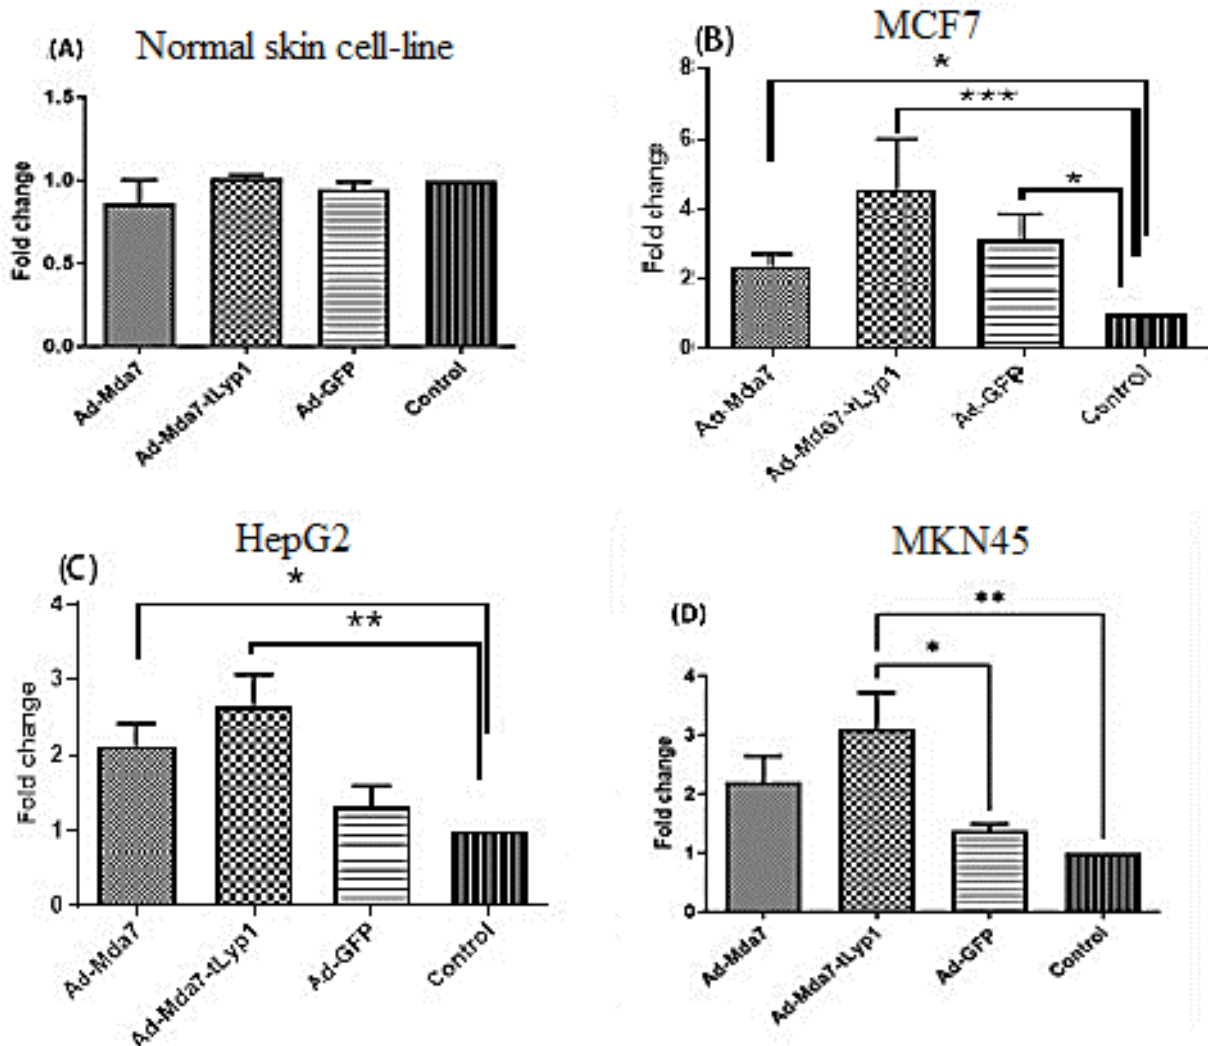 (A) Normal skin cell-line
Fold change
1.5
1.0
0.5
0.0
Ad-Mda7
Ad-Mda7-tLyp1
Ad-GFP
Control
(B) MCF7
Fold change
8
6
4
2
0
*
***
*
Ad-Mda7
Ad-Mda7-tLyp1
Ad-GFP
Control
(C) HepG2
Fold change
4
3
2
1
0
*
**
Ad-Mda7
Ad-Mda7-tLyp1
Ad-GFP
Control
(D) MKN45
Fold change
4
3
2
1
0
**
*
Ad-Mda7
Ad-Mda7-tLyp1
Ad-GFP
Control